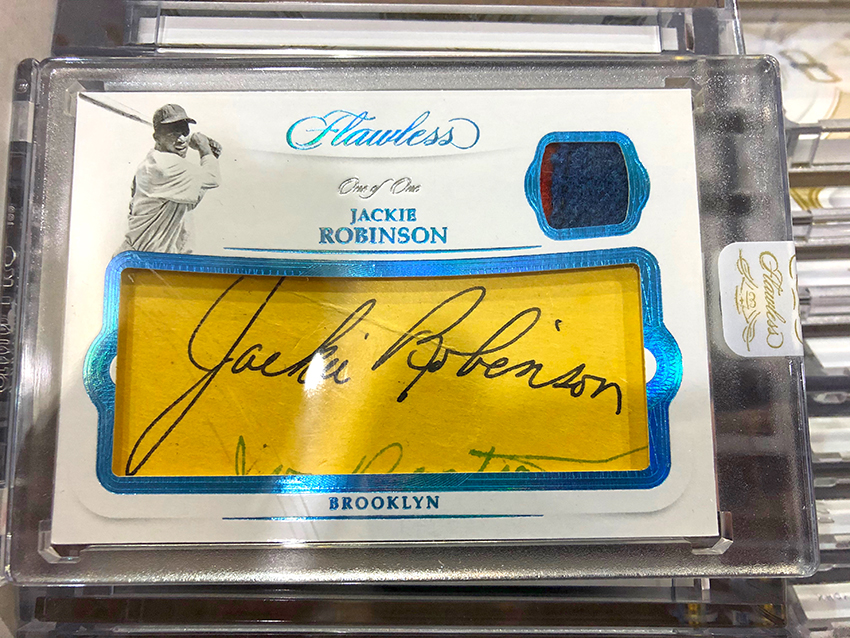 Flawless
One of One
JACKIE
ROBINSON
Jackie Robinson
BROOKLYN
Flawless